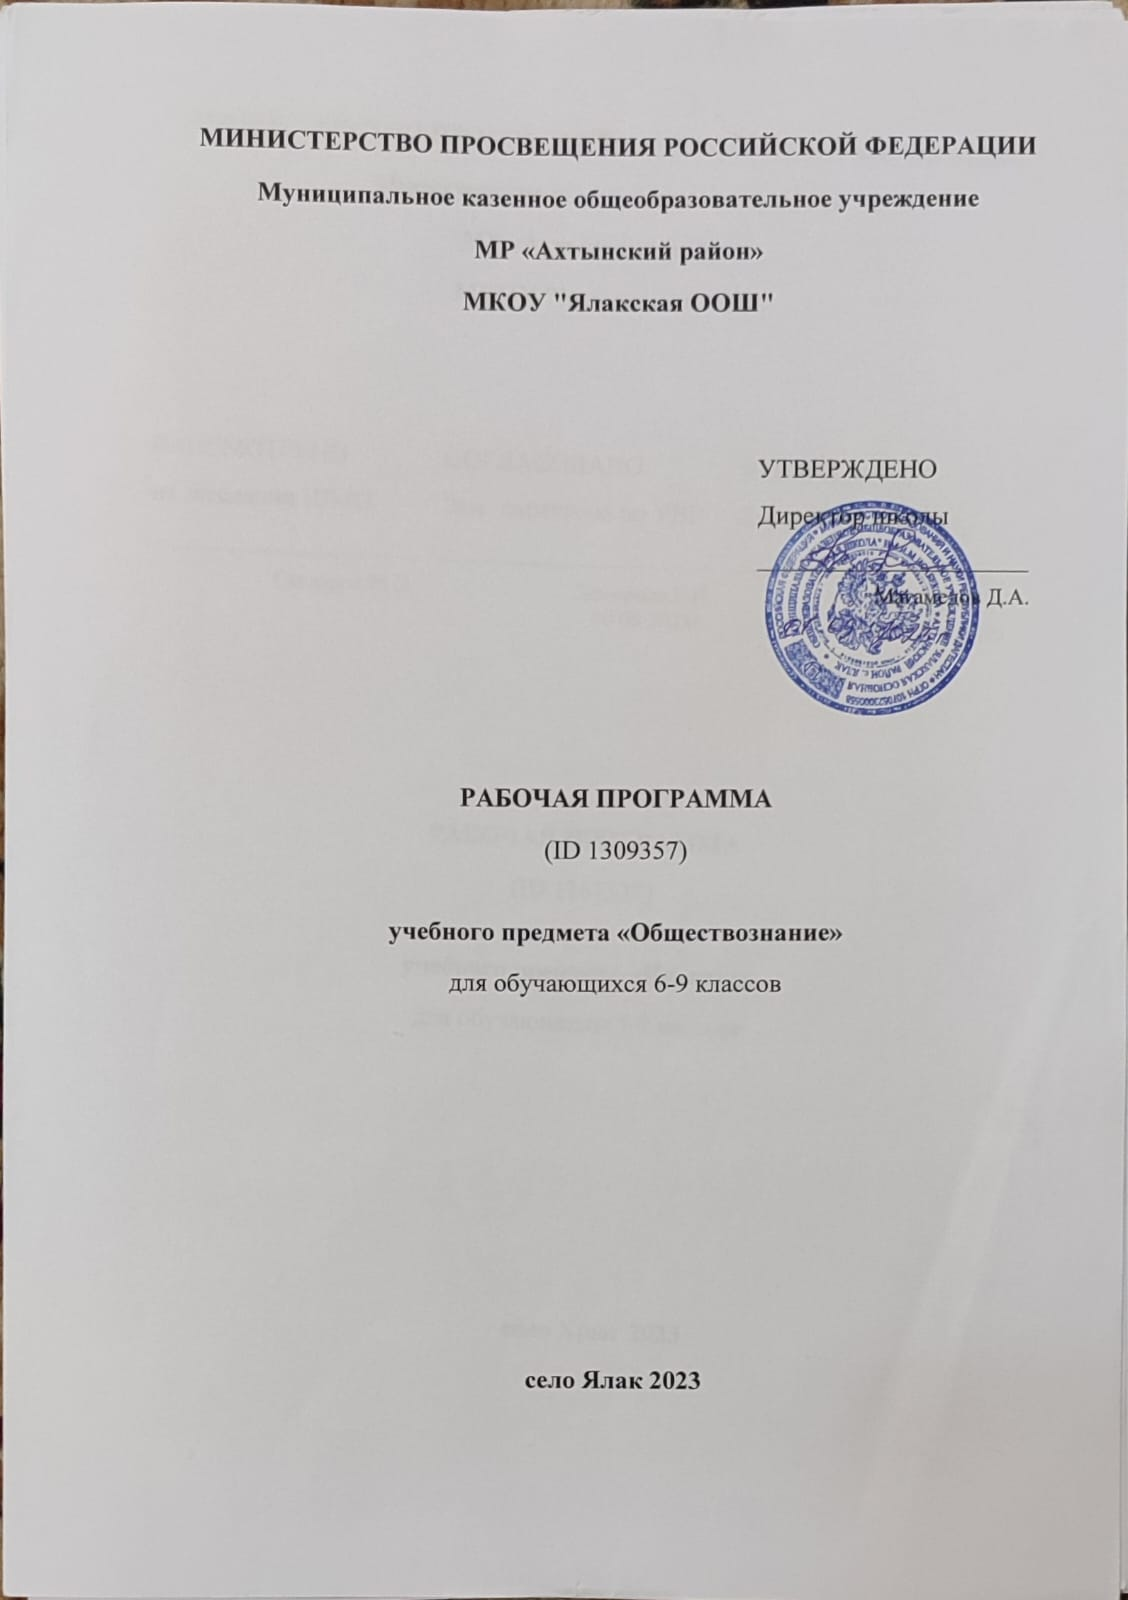 МИНИСТЕРСТВО ПРОСВЕЩЕНИЯ РОССИЙСКОЙ ФЕДЕРАЦИИ
Муниципальное казенное общеобразовательное учреждение
МР «Ахтынский район»
МКОУ "Ялакская ООШ"
УТВЕРЖДЕНО
Директор школы
Магамедов Д.А.
РАБОЧАЯ ПРОГРАММА
(ID 1309357)
учебного предмета «Обществознание»
для обучающихся 6-9 классов
село Ялак 2023